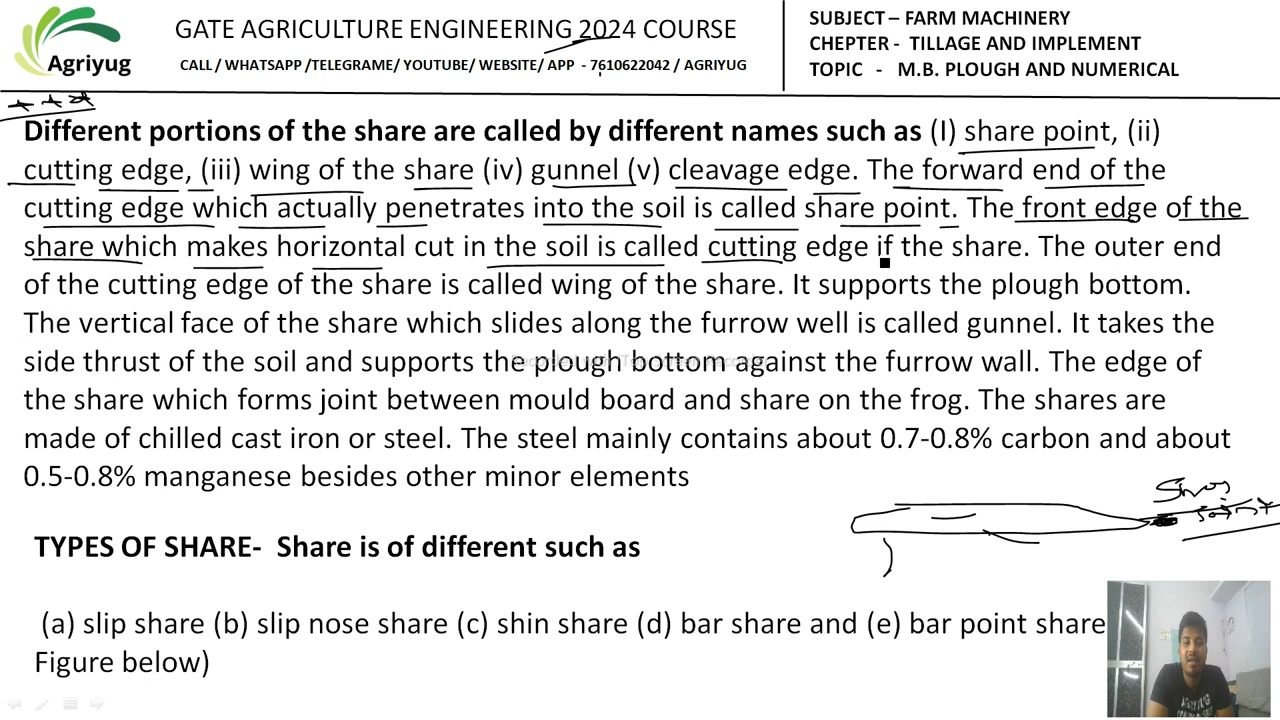 GATE AGRICULTURE ENGINEERING 2024 COURSE
Agriyug
CALL / WHATSAPP /TELEGRAME/ YOUTUBE/ WEBSITE/ APP - 7610622042 / AGRIYUG
SUBJECT – FARM MACHINERY
CHEPTER - TILLAGE AND IMPLEMENT
TOPIC - M.B. PLOUGH AND NUMERICAL
Different portions of the share are called by different names such as (I) share point, (ii)
cutting edge, (iii) wing of the share (iv) gunnel (v) cleavage edge. The forward end of the
cutting edge which actually penetrates into the soil is called share point. The front edge of the
share which makes horizontal cut in the soil is called cutting edge if the share. The outer end
of the cutting edge of the share is called wing of the share. It supports the plough bottom.
The vertical face of the share which slides along the furrow well is called gunnel. It takes the
side thrust of the soil and supports the plough bottom against the furrow wall. The edge of
the share which forms joint between mould board and share on the frog. The shares are
made of chilled cast iron or steel. The steel mainly contains about 0.7-0.8% carbon and about
0.5-0.8% manganese besides other minor elements
TYPES OF SHARE- Share is of different such as
(a) slip share (b) slip nose share (c) shin share (d) bar share and (e) bar point share
Figure below)